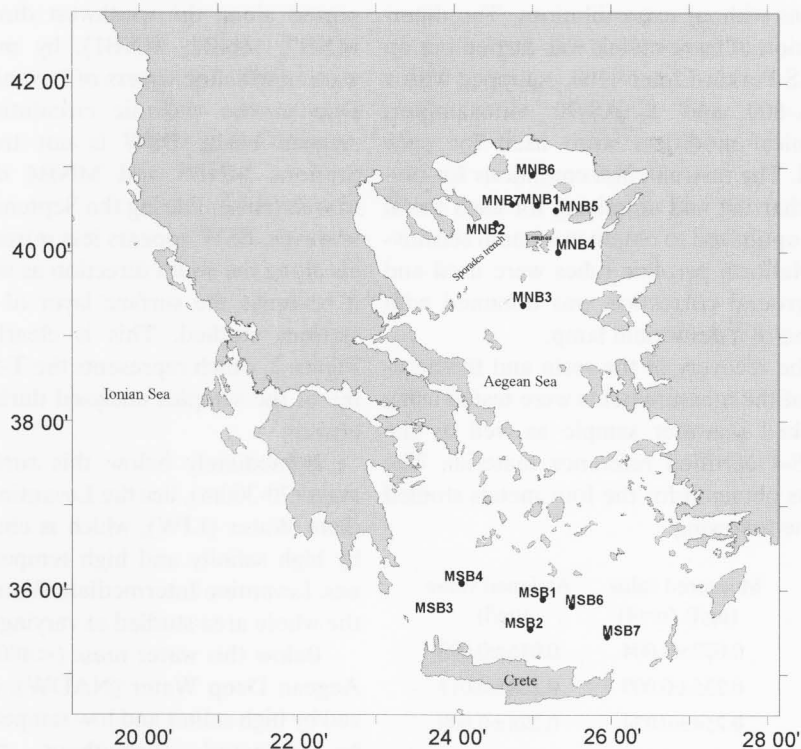 42 00'
40 00'
38 00'
36 00'
MNB6
MNB7 MNB1 MNB5
MNB2
Lemnos
MNB4
Sporades trench
MNB3
Ionian Sea
Aegean Sea
MSB4
MSB1
MSB6
MSB3
MSB2
MSB7
Crete
20 00' 22 00' 24 00' 26 00' 28 00'